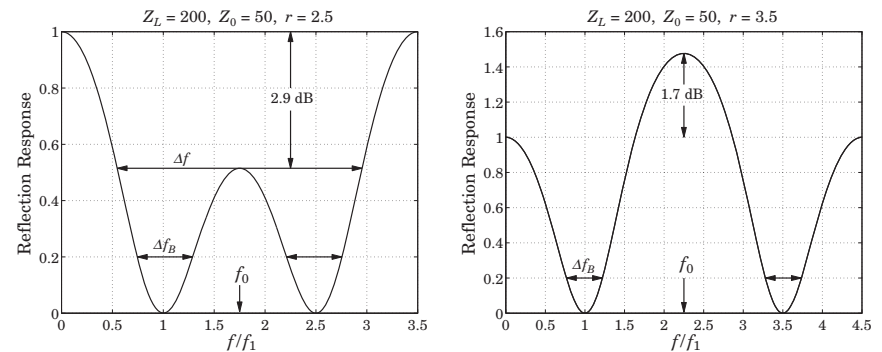 Z_L = 200, Z_0 = 50, r = 2.5
Reflection Response
1
0.8
0.6
0.4
0.2
0
2.9 dB
Δf
Δf_B
f_0
0 0.5 1 1.5 2 2.5 3 3.5
f/f_1
Z_L = 200, Z_0 = 50, r = 3.5
Reflection Response
1.6
1.4
1.2
1
0.8
0.6
0.4
0.2
0
1.7 dB
Δf_B
f_0
0 0.5 1 1.5 2 2.5 3 3.5 4 4.5
f/f_1